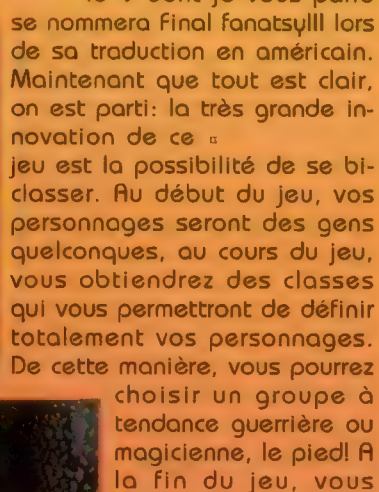 se nommera Final fanatsyIII lors
de sa traduction en américain.
Maintenant que tout est clair,
on est parti: la très grande in-
novation de ce ¤
jeu est la possibilité de se bi-
classer. Au début du jeu, vos
personnages seront des gens
quelconques, au cours du jeu,
vous obtiendrez des classes
qui vous permettront de définir
totalement vos personnages.
De cette manière, vous pourrez
choisir un groupe à
tendance guerrière ou
magicienne, le pied! A
la fin du jeu, vous